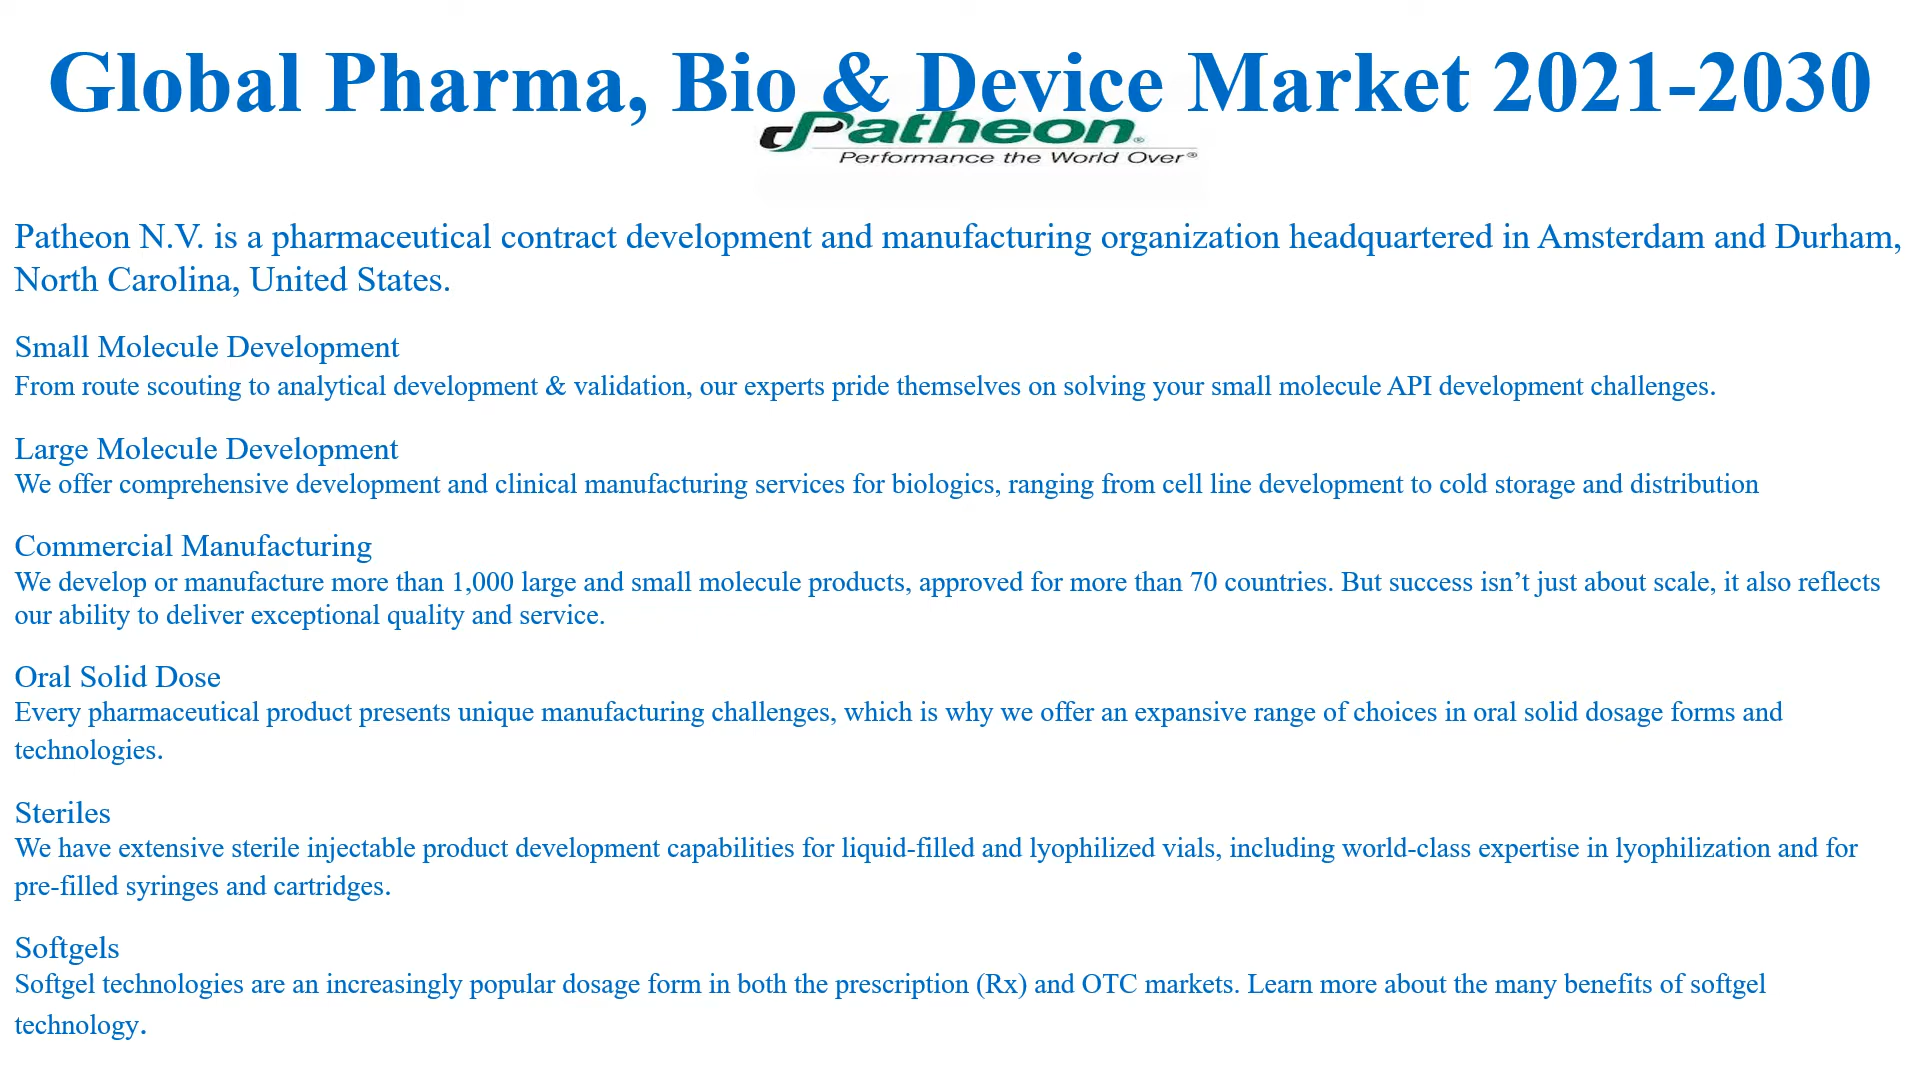 Global Pharma, Bio & Device Market 2021-2030
Patheon®
Performance the World Over®
Patheon N.V. is a pharmaceutical contract development and manufacturing organization headquartered in Amsterdam and Durham,
North Carolina, United States.
Small Molecule Development
From route scouting to analytical development & validation, our experts pride themselves on solving your small molecule API development challenges.
Large Molecule Development
We offer comprehensive development and clinical manufacturing services for biologics, ranging from cell line development to cold storage and distribution
Commercial Manufacturing
We develop or manufacture more than 1,000 large and small molecule products, approved for more than 70 countries. But success isn’t just about scale, it also reflects
our ability to deliver exceptional quality and service.
Oral Solid Dose
Every pharmaceutical product presents unique manufacturing challenges, which is why we offer an expansive range of choices in oral solid dosage forms and
technologies.
Steriles
We have extensive sterile injectable product development capabilities for liquid-filled and lyophilized vials, including world-class expertise in lyophilization and for
pre-filled syringes and cartridges.
Softgels
Softgel technologies are an increasingly popular dosage form in both the prescription (Rx) and OTC markets. Learn more about the many benefits of softgel
technology.